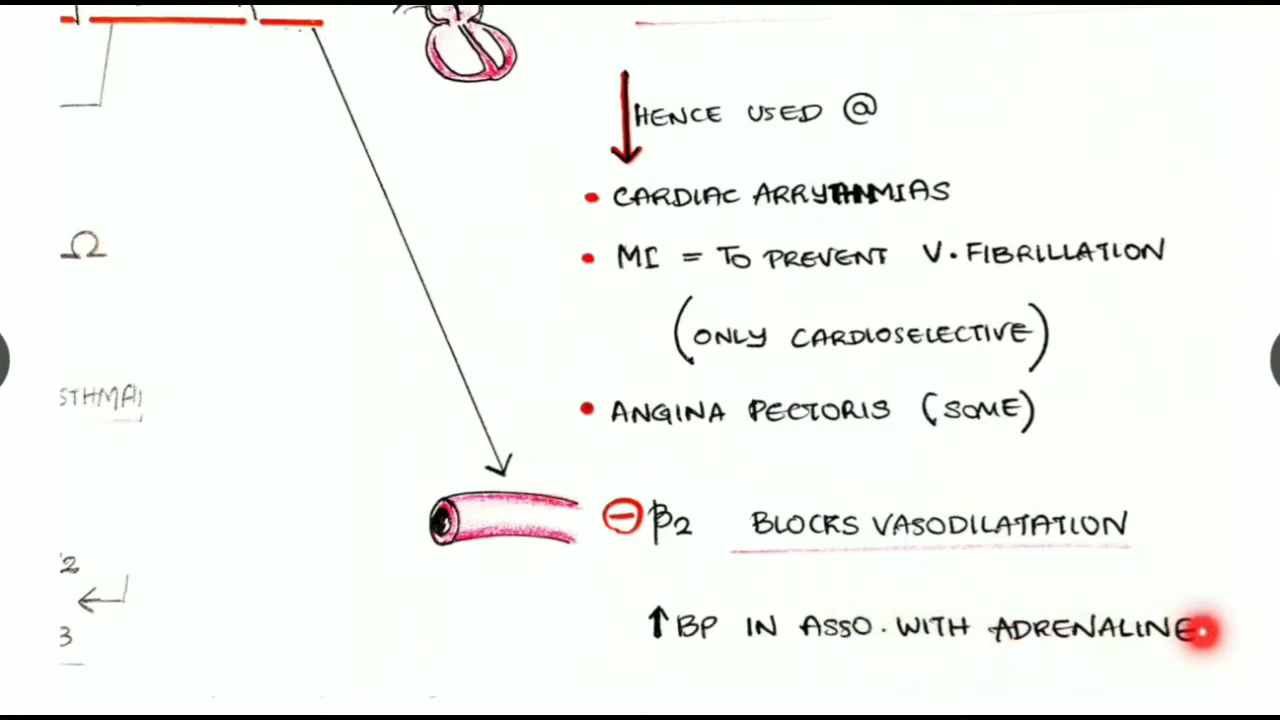 HENCE USED @
• CARDIAC ARRYTHMIAS
• MI = TO PREVENT V. FIBRILLATION
(ONLY CARDIOSELECTIVE)
• ANGINA PECTORIS (SOME)
Ω
STHMA
⊖ β2 BLOCKS VASODILATATION
2
3
↑ BP IN ASSO. WITH ADRENALINE